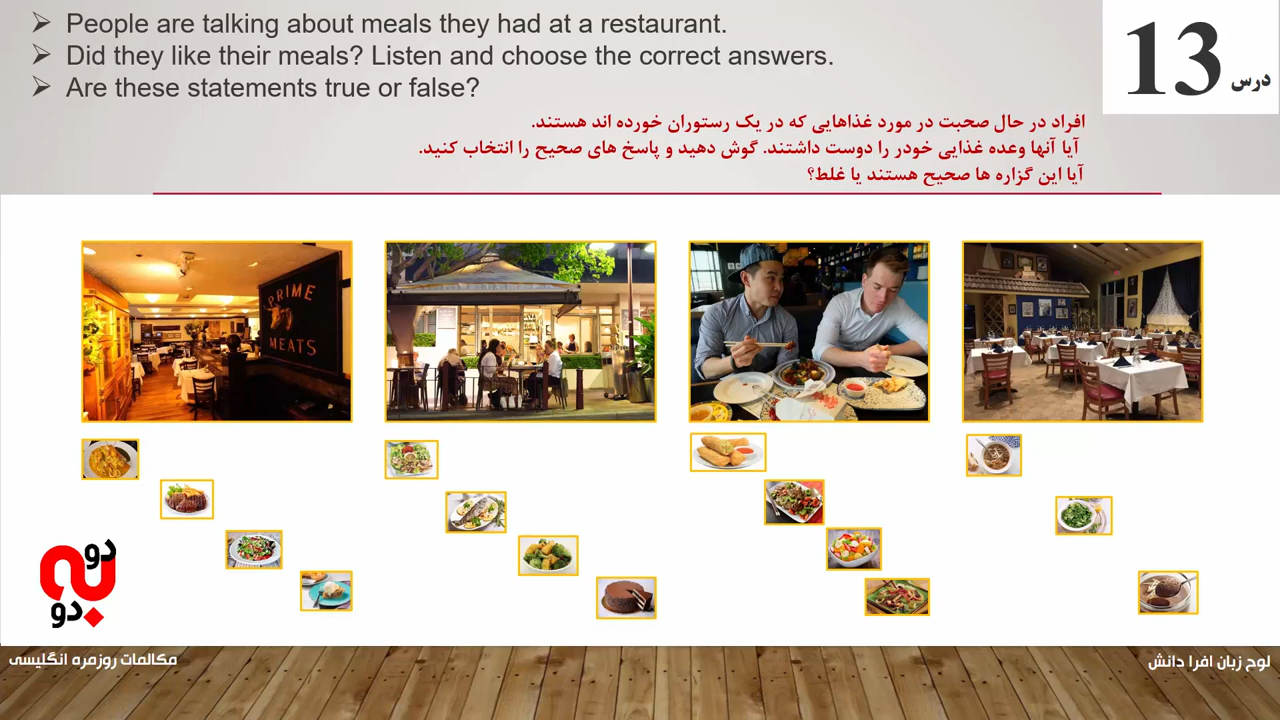 People are talking about meals they had at a restaurant.
Did they like their meals? Listen and choose the correct answers.
Are these statements true or false?
درس 13
افراد در حال صحبت در مورد غذاهایی که در یک رستوران خورده اند هستند.
آیا آنها وعده غذایی خودر را دوست داشتند. گوش دهید و پاسخ های صحیح را انتخاب کنید.
آیا این گزاره ها صحیح هستند یا غلط؟
PRIME
MEATS
دو
به
دو
مکالمات روزمره انگلیسی
لوح زبان افرا دانش